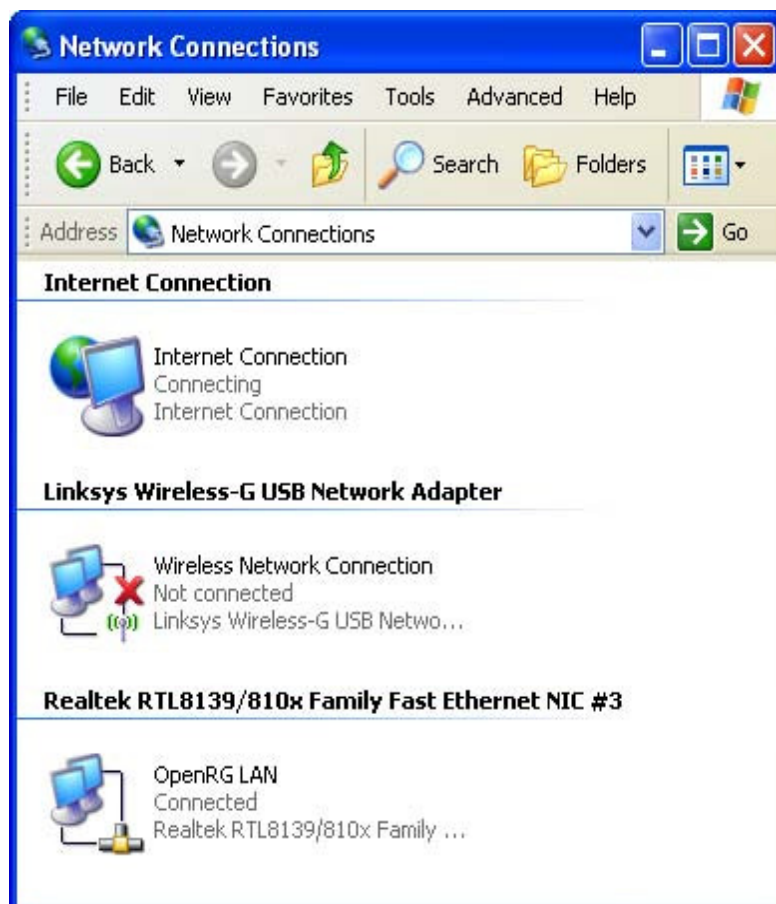 Network Connections
File Edit View Favorites Tools Advanced Help
Back Search Folders
Address Network Connections Go
Internet Connection
Internet Connection
Connecting
Internet Connection
Linksys Wireless-G USB Network Adapter
Wireless Network Connection
Not connected
Linksys Wireless-G USB Netwo...
Realtek RTL8139/810x Family Fast Ethernet NIC #3
OpenRG LAN
Connected
Realtek RTL8139/810x Family ...